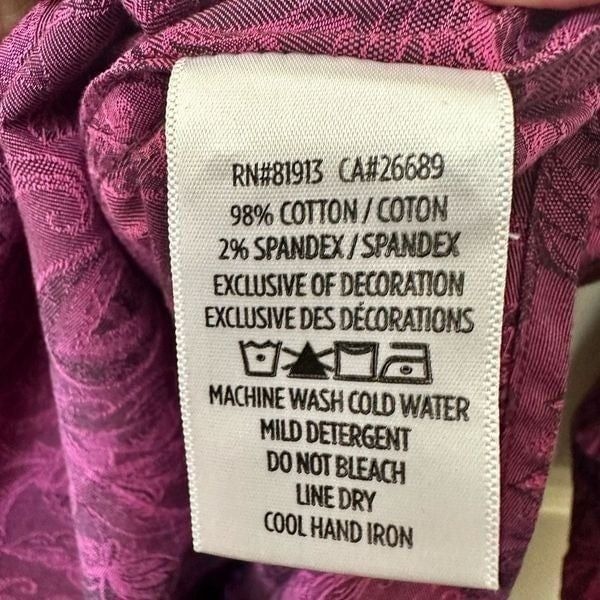 RN#81913 CA#26689
98% COTTON / COTON
2% SPANDEX / SPANDEX
EXCLUSIVE OF DECORATION
EXCLUSIVE DES DÉCORATIONS
MACHINE WASH COLD WATER
MILD DETERGENT
DO NOT BLEACH
LINE DRY
COOL HAND IRON